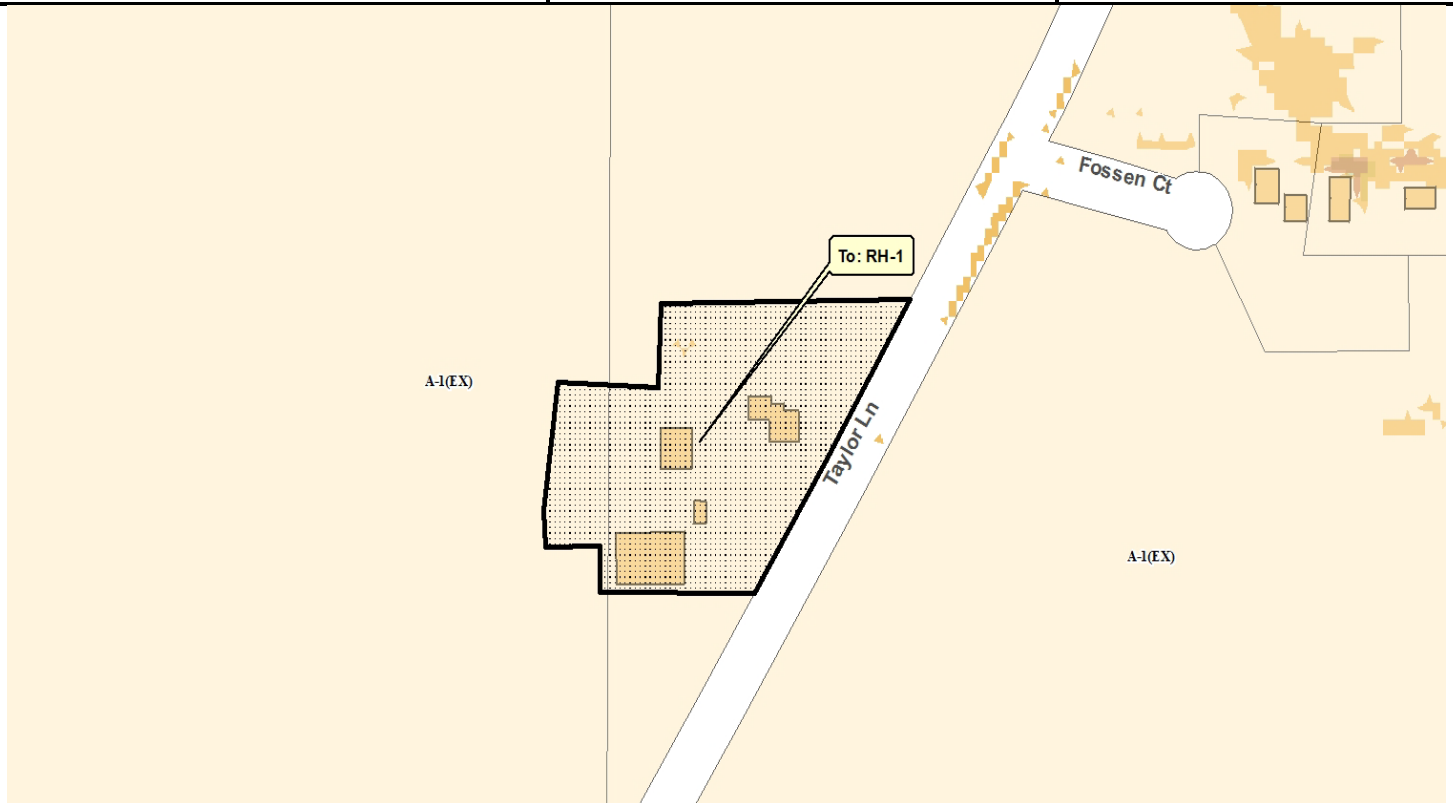 Fossen Ct
To: RH-1
A-1(EX)
Taylor Ln
A-1(EX)